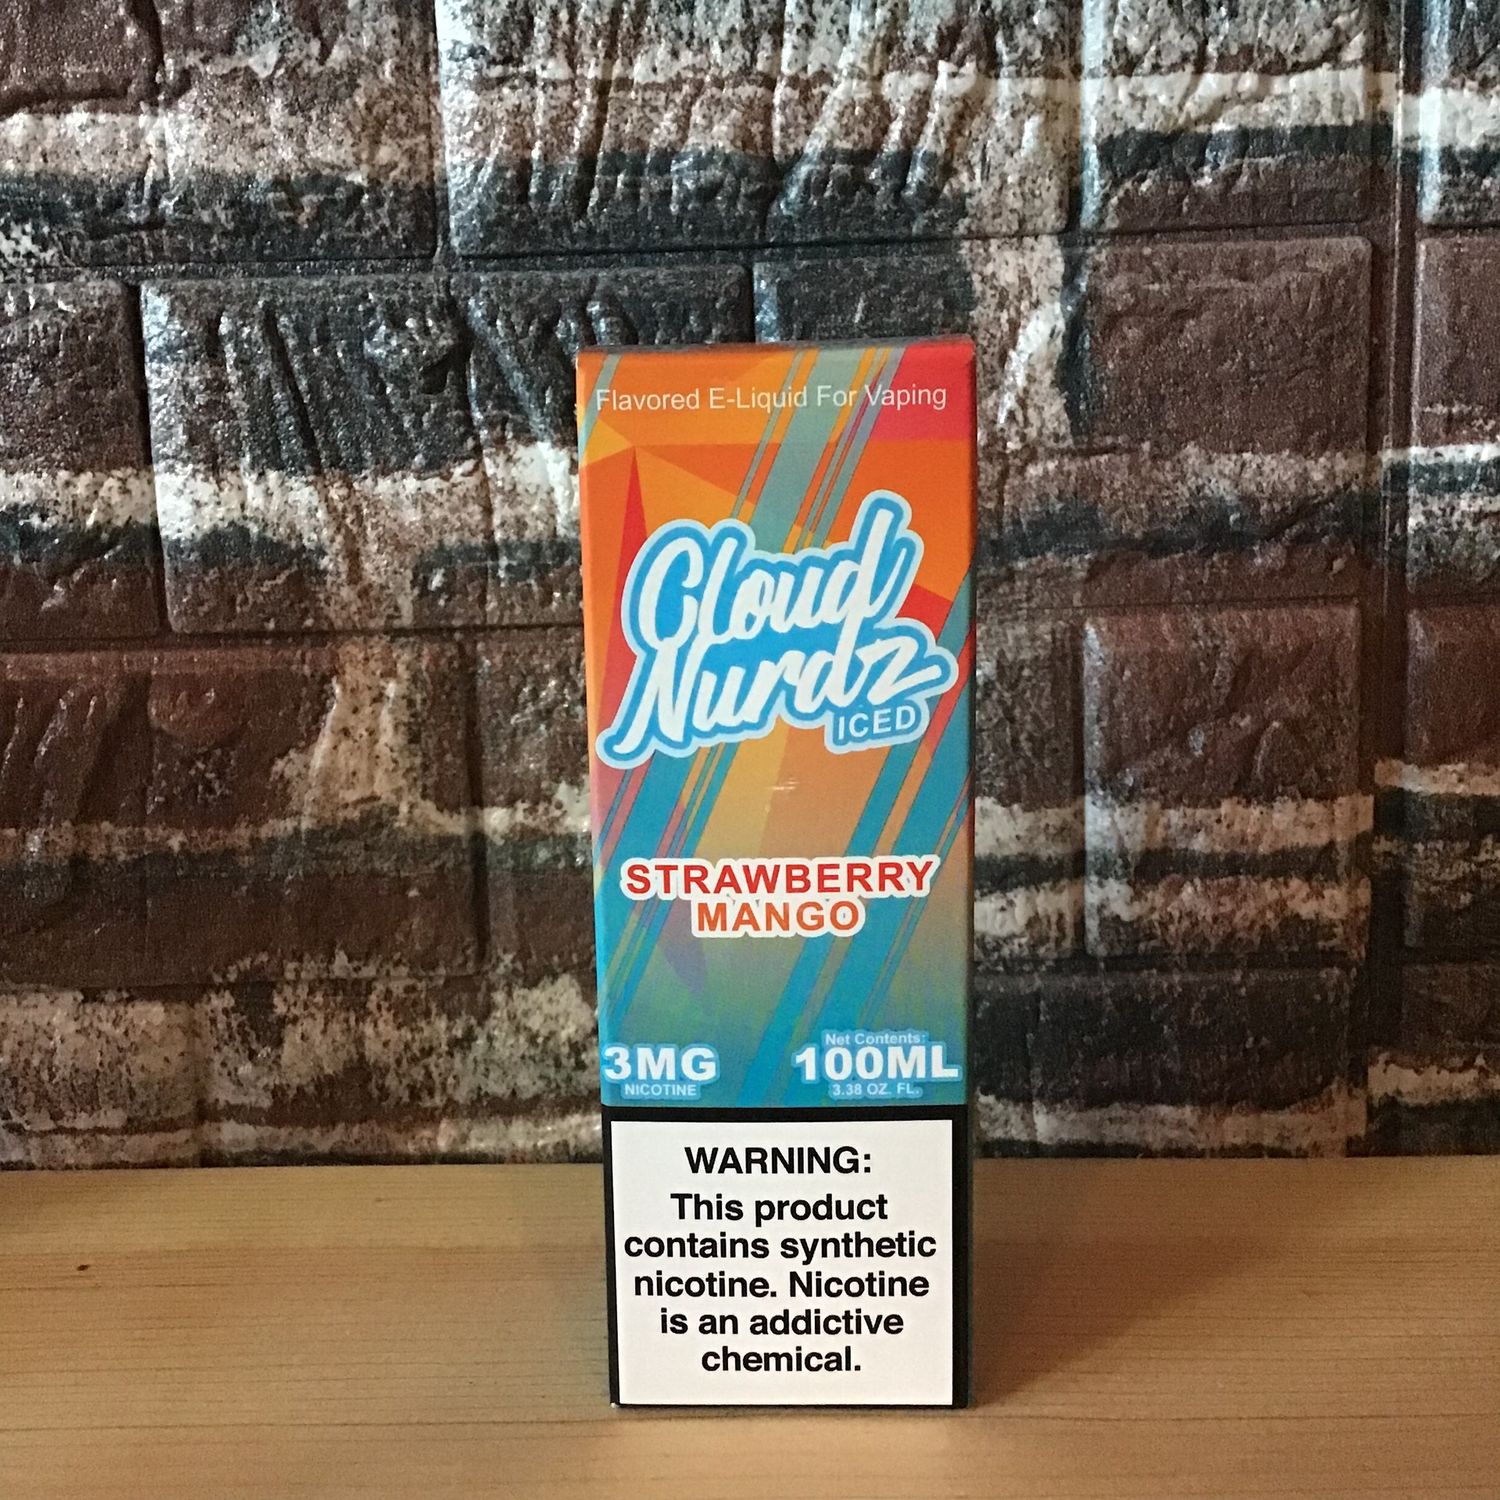 Flavored E-Liquid For Vaping
Cloud
Nurdz
ICED
STRAWBERRY
MANGO
3MG
NICOTINE
Net Contents:
100ML
3.38 OZ. FL.
WARNING:
This product
contains synthetic
nicotine. Nicotine
is an addictive
chemical.